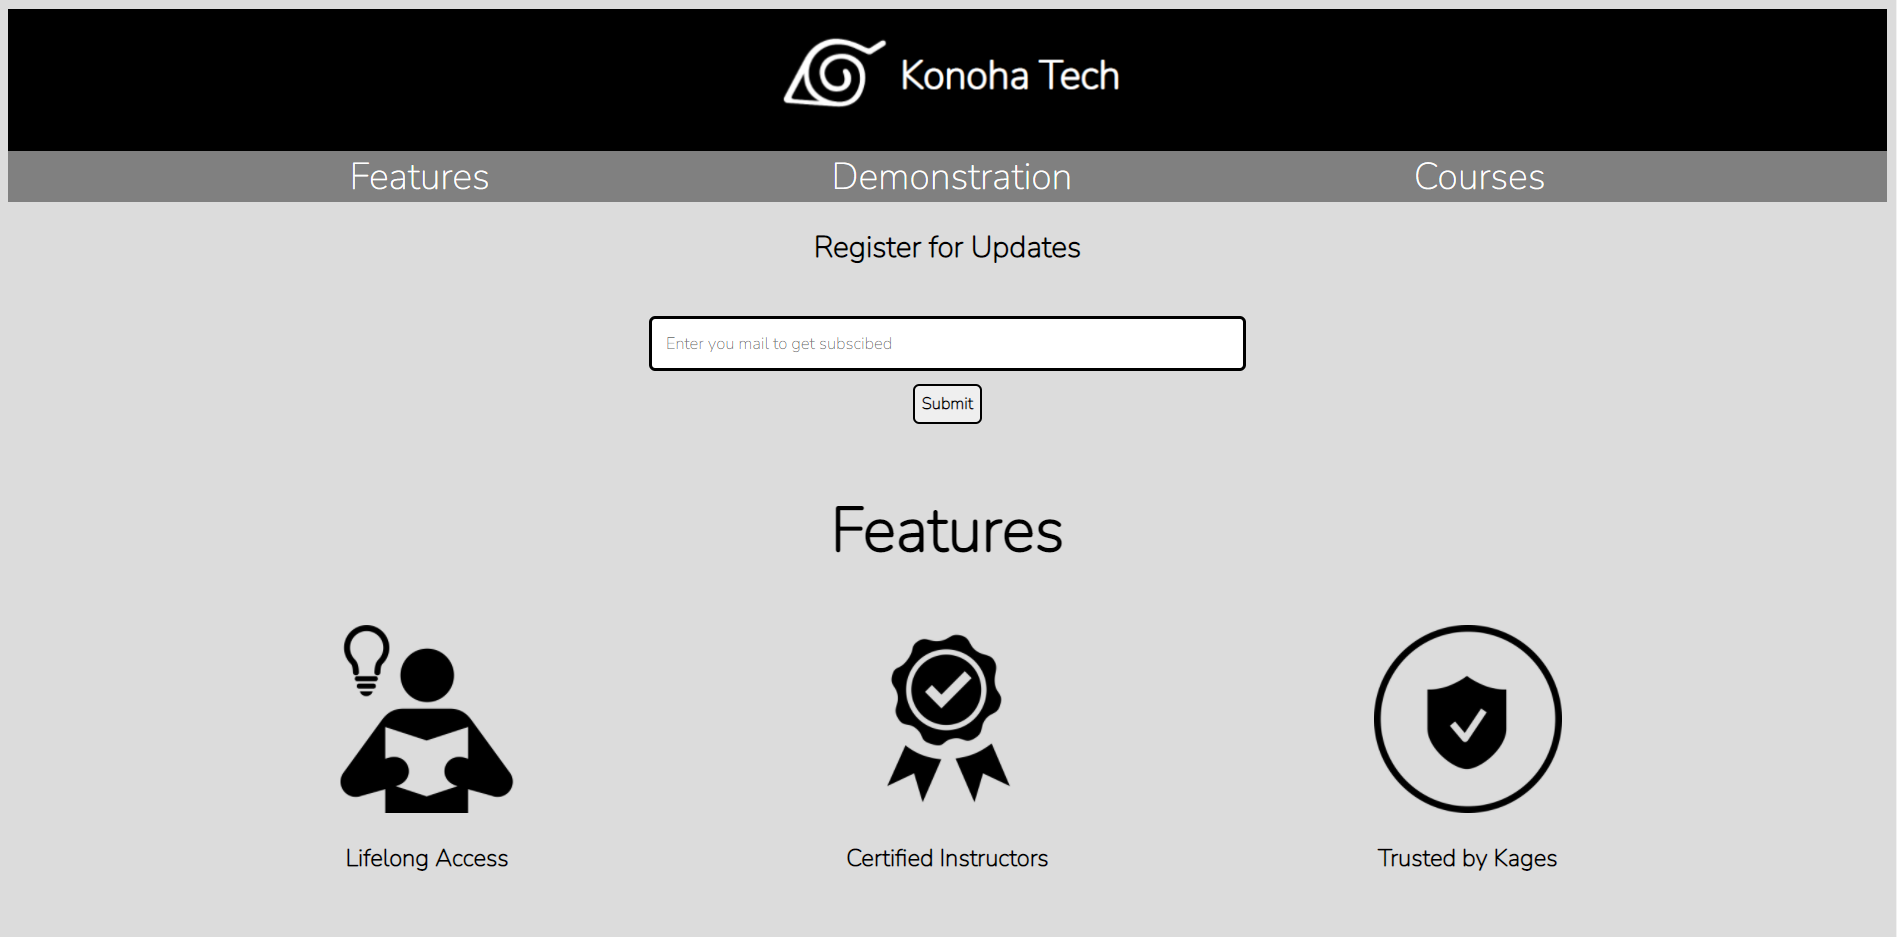 Konoha Tech
Features Demonstration Courses
Register for Updates
Enter you mail to get subscibed
Submit
Features
Lifelong Access Certified Instructors Trusted by Kages